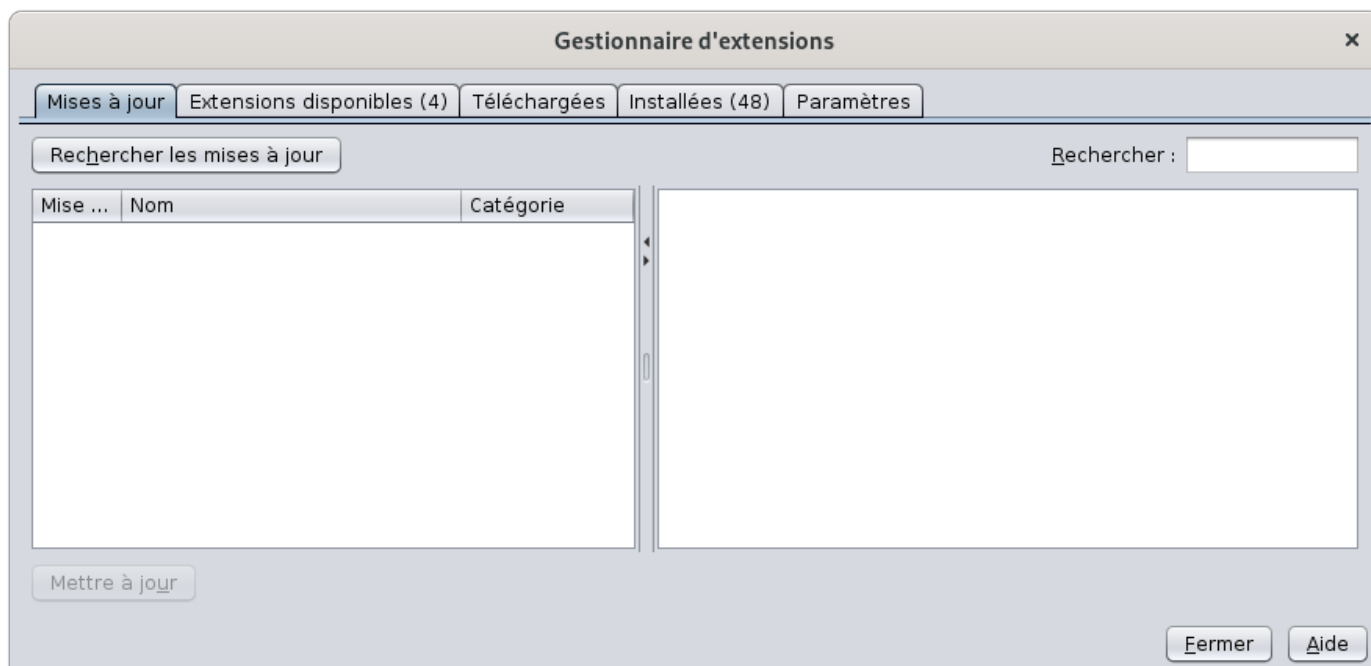 Gestionnaire d'extensions
Mises à jour Extensions disponibles (4) Téléchargées Installées (48) Paramètres
Rechercher les mises à jour Rechercher :
Mise ... Nom Catégorie
Mettre à jour
Fermer Aide